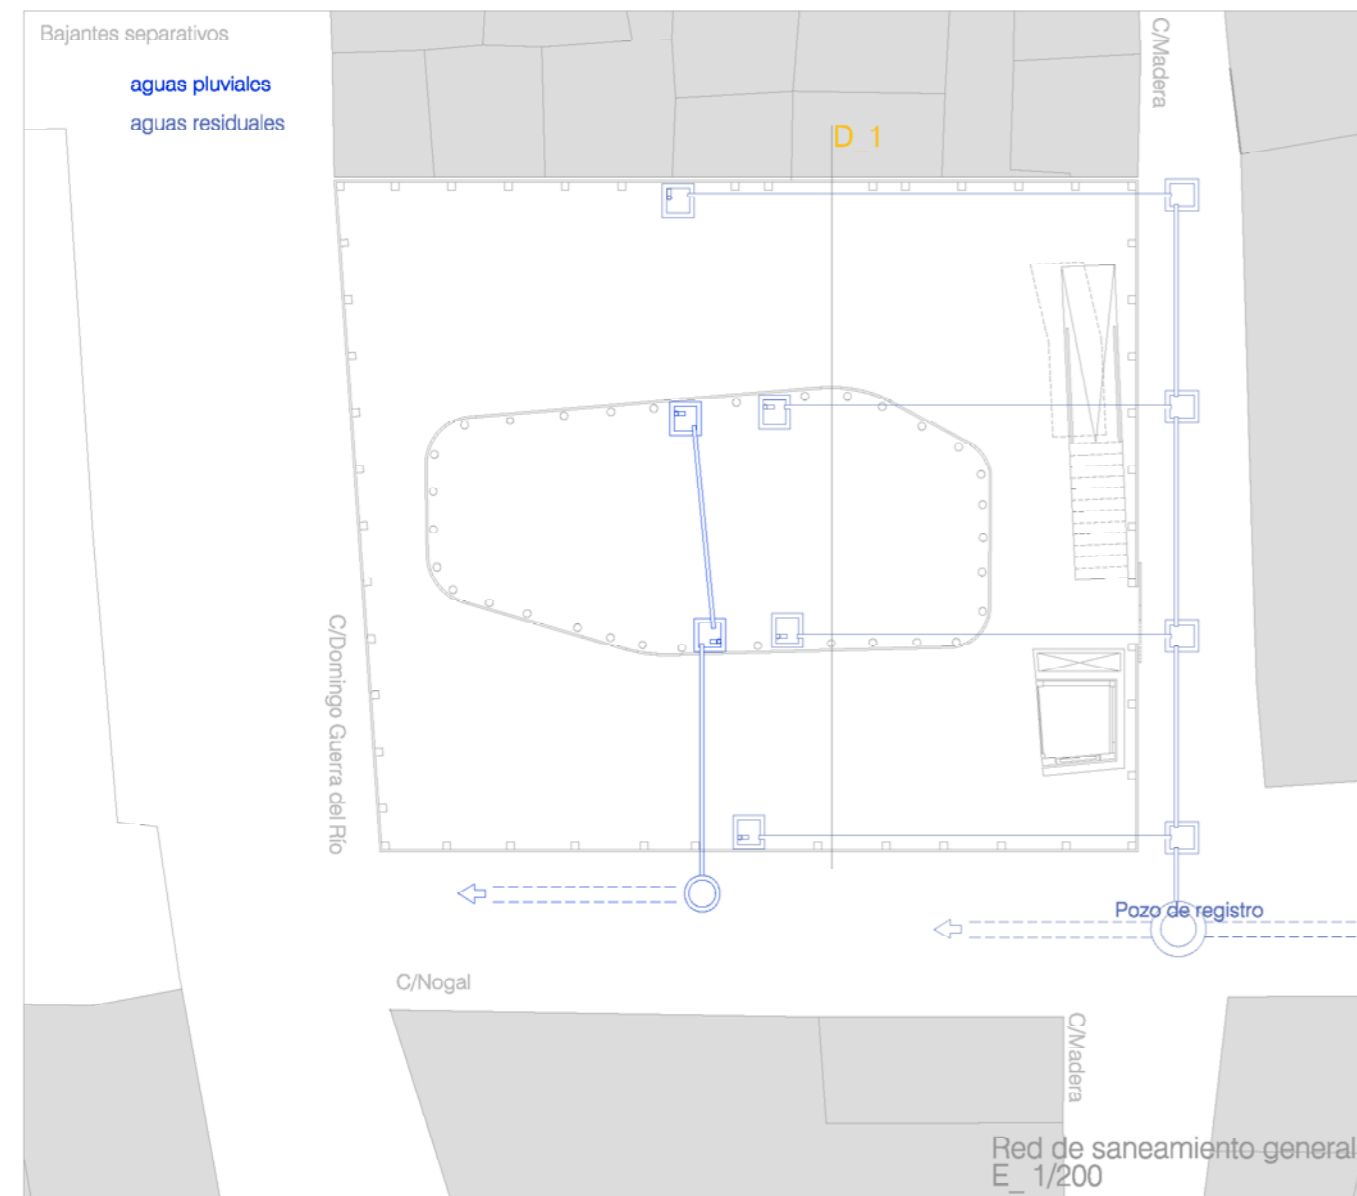 Bajantes separativos
aguas pluviales
aguas residuales
C/Madera
D_1
C/Domingo Guerra del Río
Pozo de registro
C/Nogal
C/Madera
Red de saneamiento general
E_ 1/200